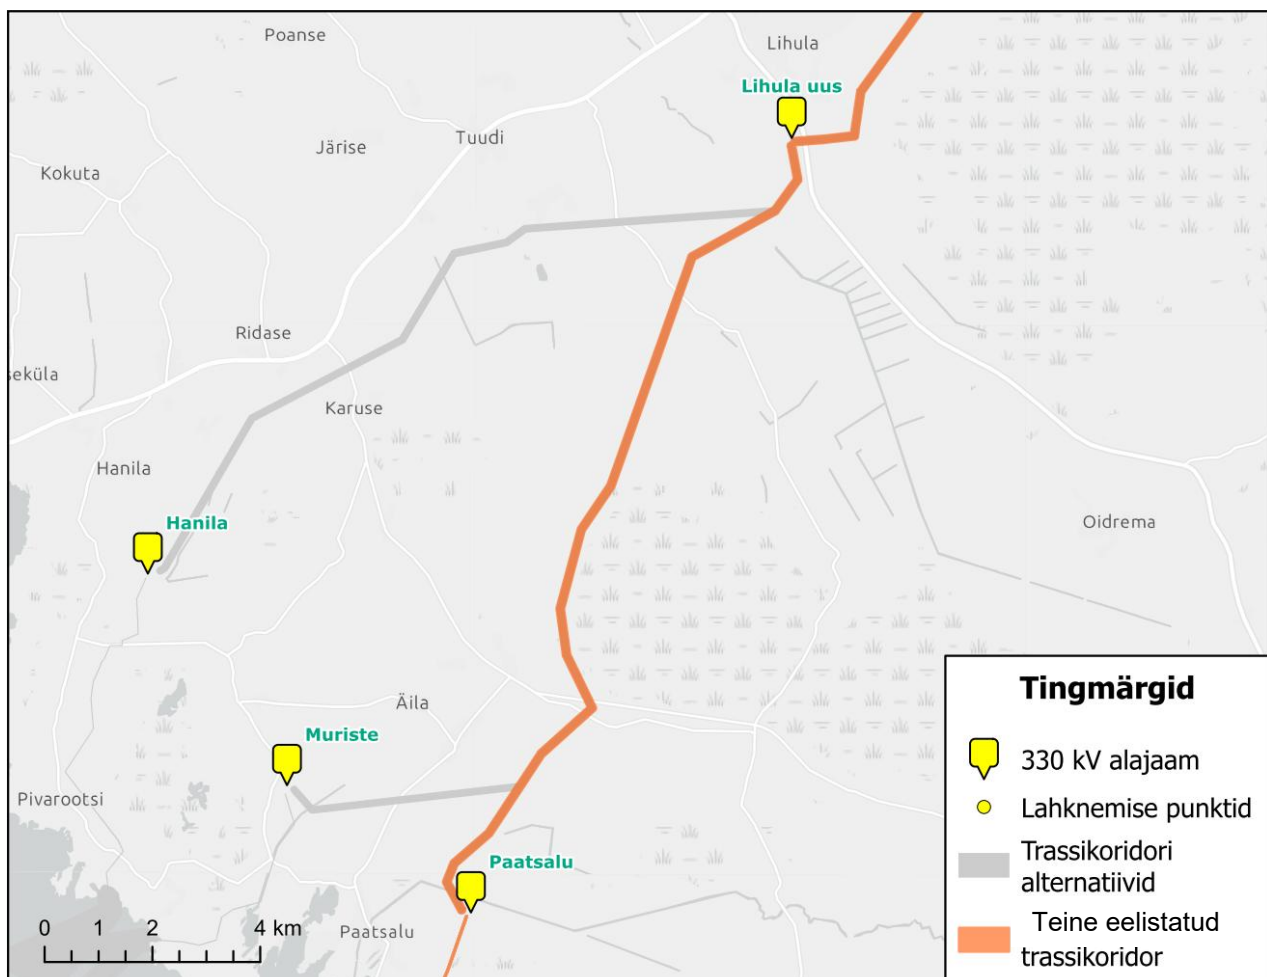 Poanse
Lihula
Lihula uus
Tuudi
Järise
Kokuta
Ridase
seküla
Karuse
Hanila
Hanila
Oidrema
Äila
Muriste
Pivarootsi
Paatsalu
Paatsalu
0 1 2 4 km
Tingmärgid
330 kV alajaam
Lahknemise punktid
Trassikoridori
alternatiivid
Teine eelistatud
trassikoridor